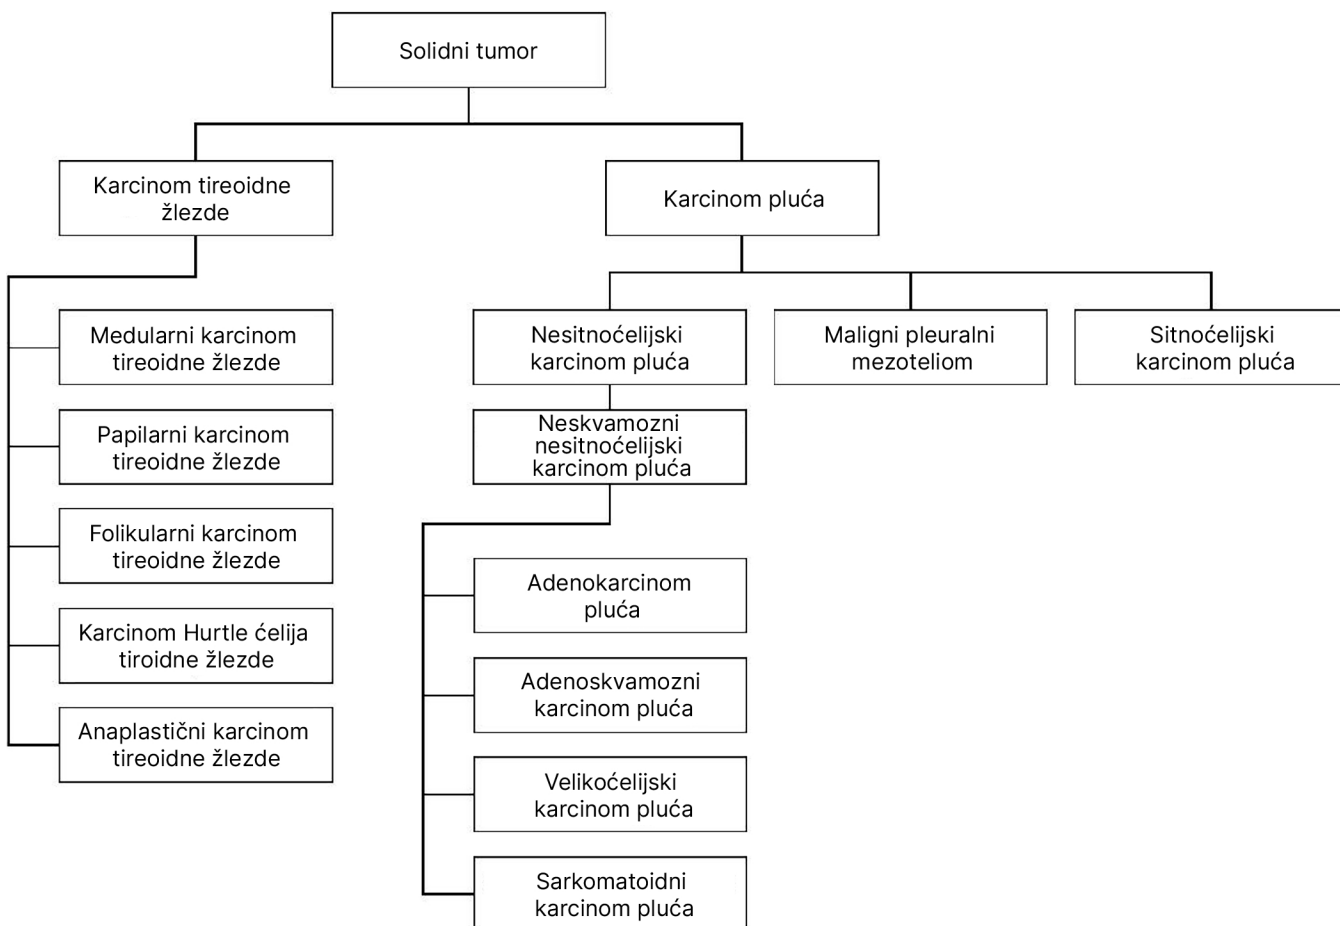 Solidni tumor
Karcinom tireoidne
žlezde
Karcinom pluća
Medularni karcinom
tireoidne žlezde
Papilarni karcinom
tireoidne žlezde
Folikularni karcinom
tireoidne žlezde
Karcinom Hurtle ćelija
tiroidne žlezde
Anaplastični karcinom
tireoidne žlezde
Nesitnoćelijski
karcinom pluća
Maligni pleuralni
mezoteliom
Sitnoćelijski
karcinom pluća
Neskvamozni
nesitnoćelijski
karcinom pluća
Adenokarcinom
pluća
Adenoskvamozni
karcinom pluća
Velikoćelijski
karcinom pluća
Sarkomatoidni
karcinom pluća